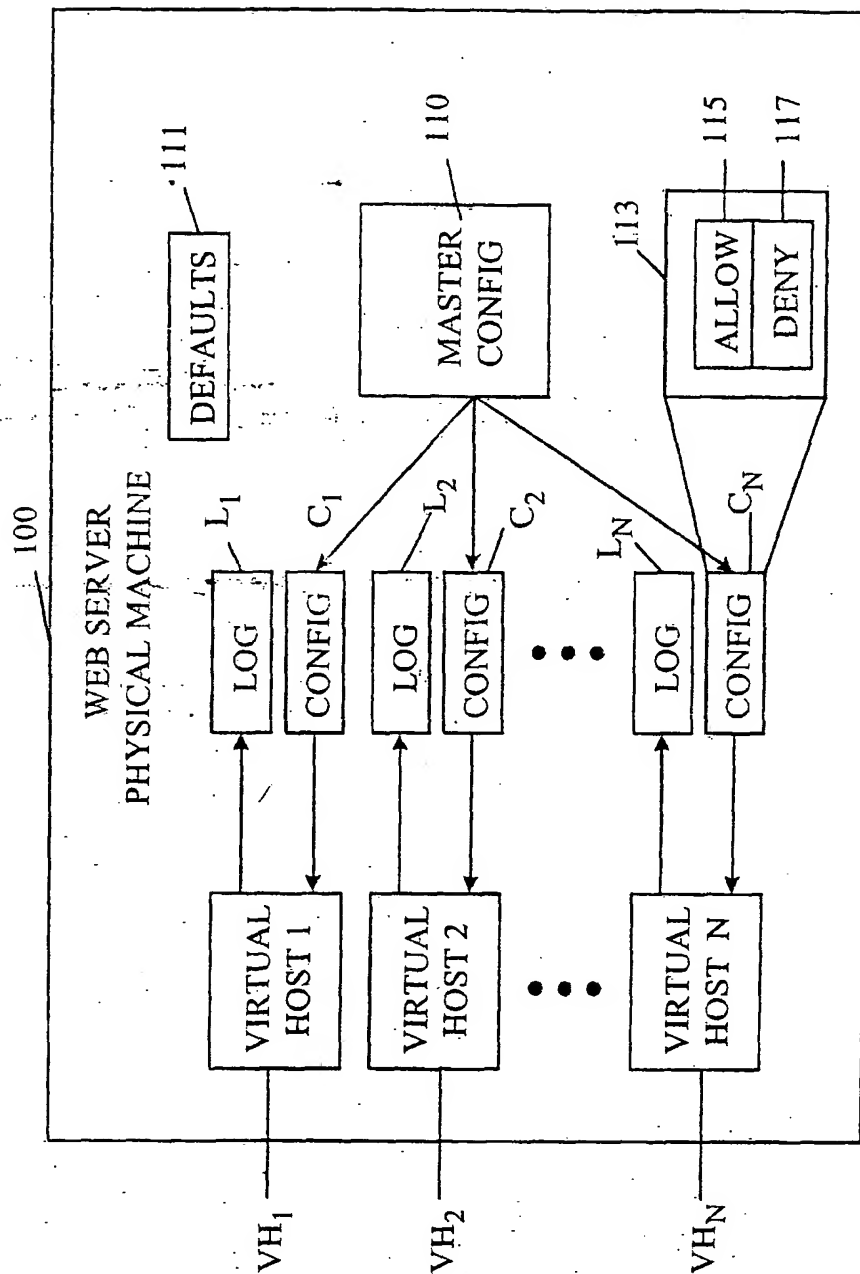 100
WEB SERVER
PHYSICAL MACHINE
111
DEFAULTS
VH1
VIRTUAL
HOST 1
LOG
L1
CONFIG
C1
110
MASTER
CONFIG
VH2
VIRTUAL
HOST 2
LOG
L2
CONFIG
C2
VHN
VIRTUAL
HOST N
LOG
LN
CONFIG
CN
113
ALLOW
115
DENY
117